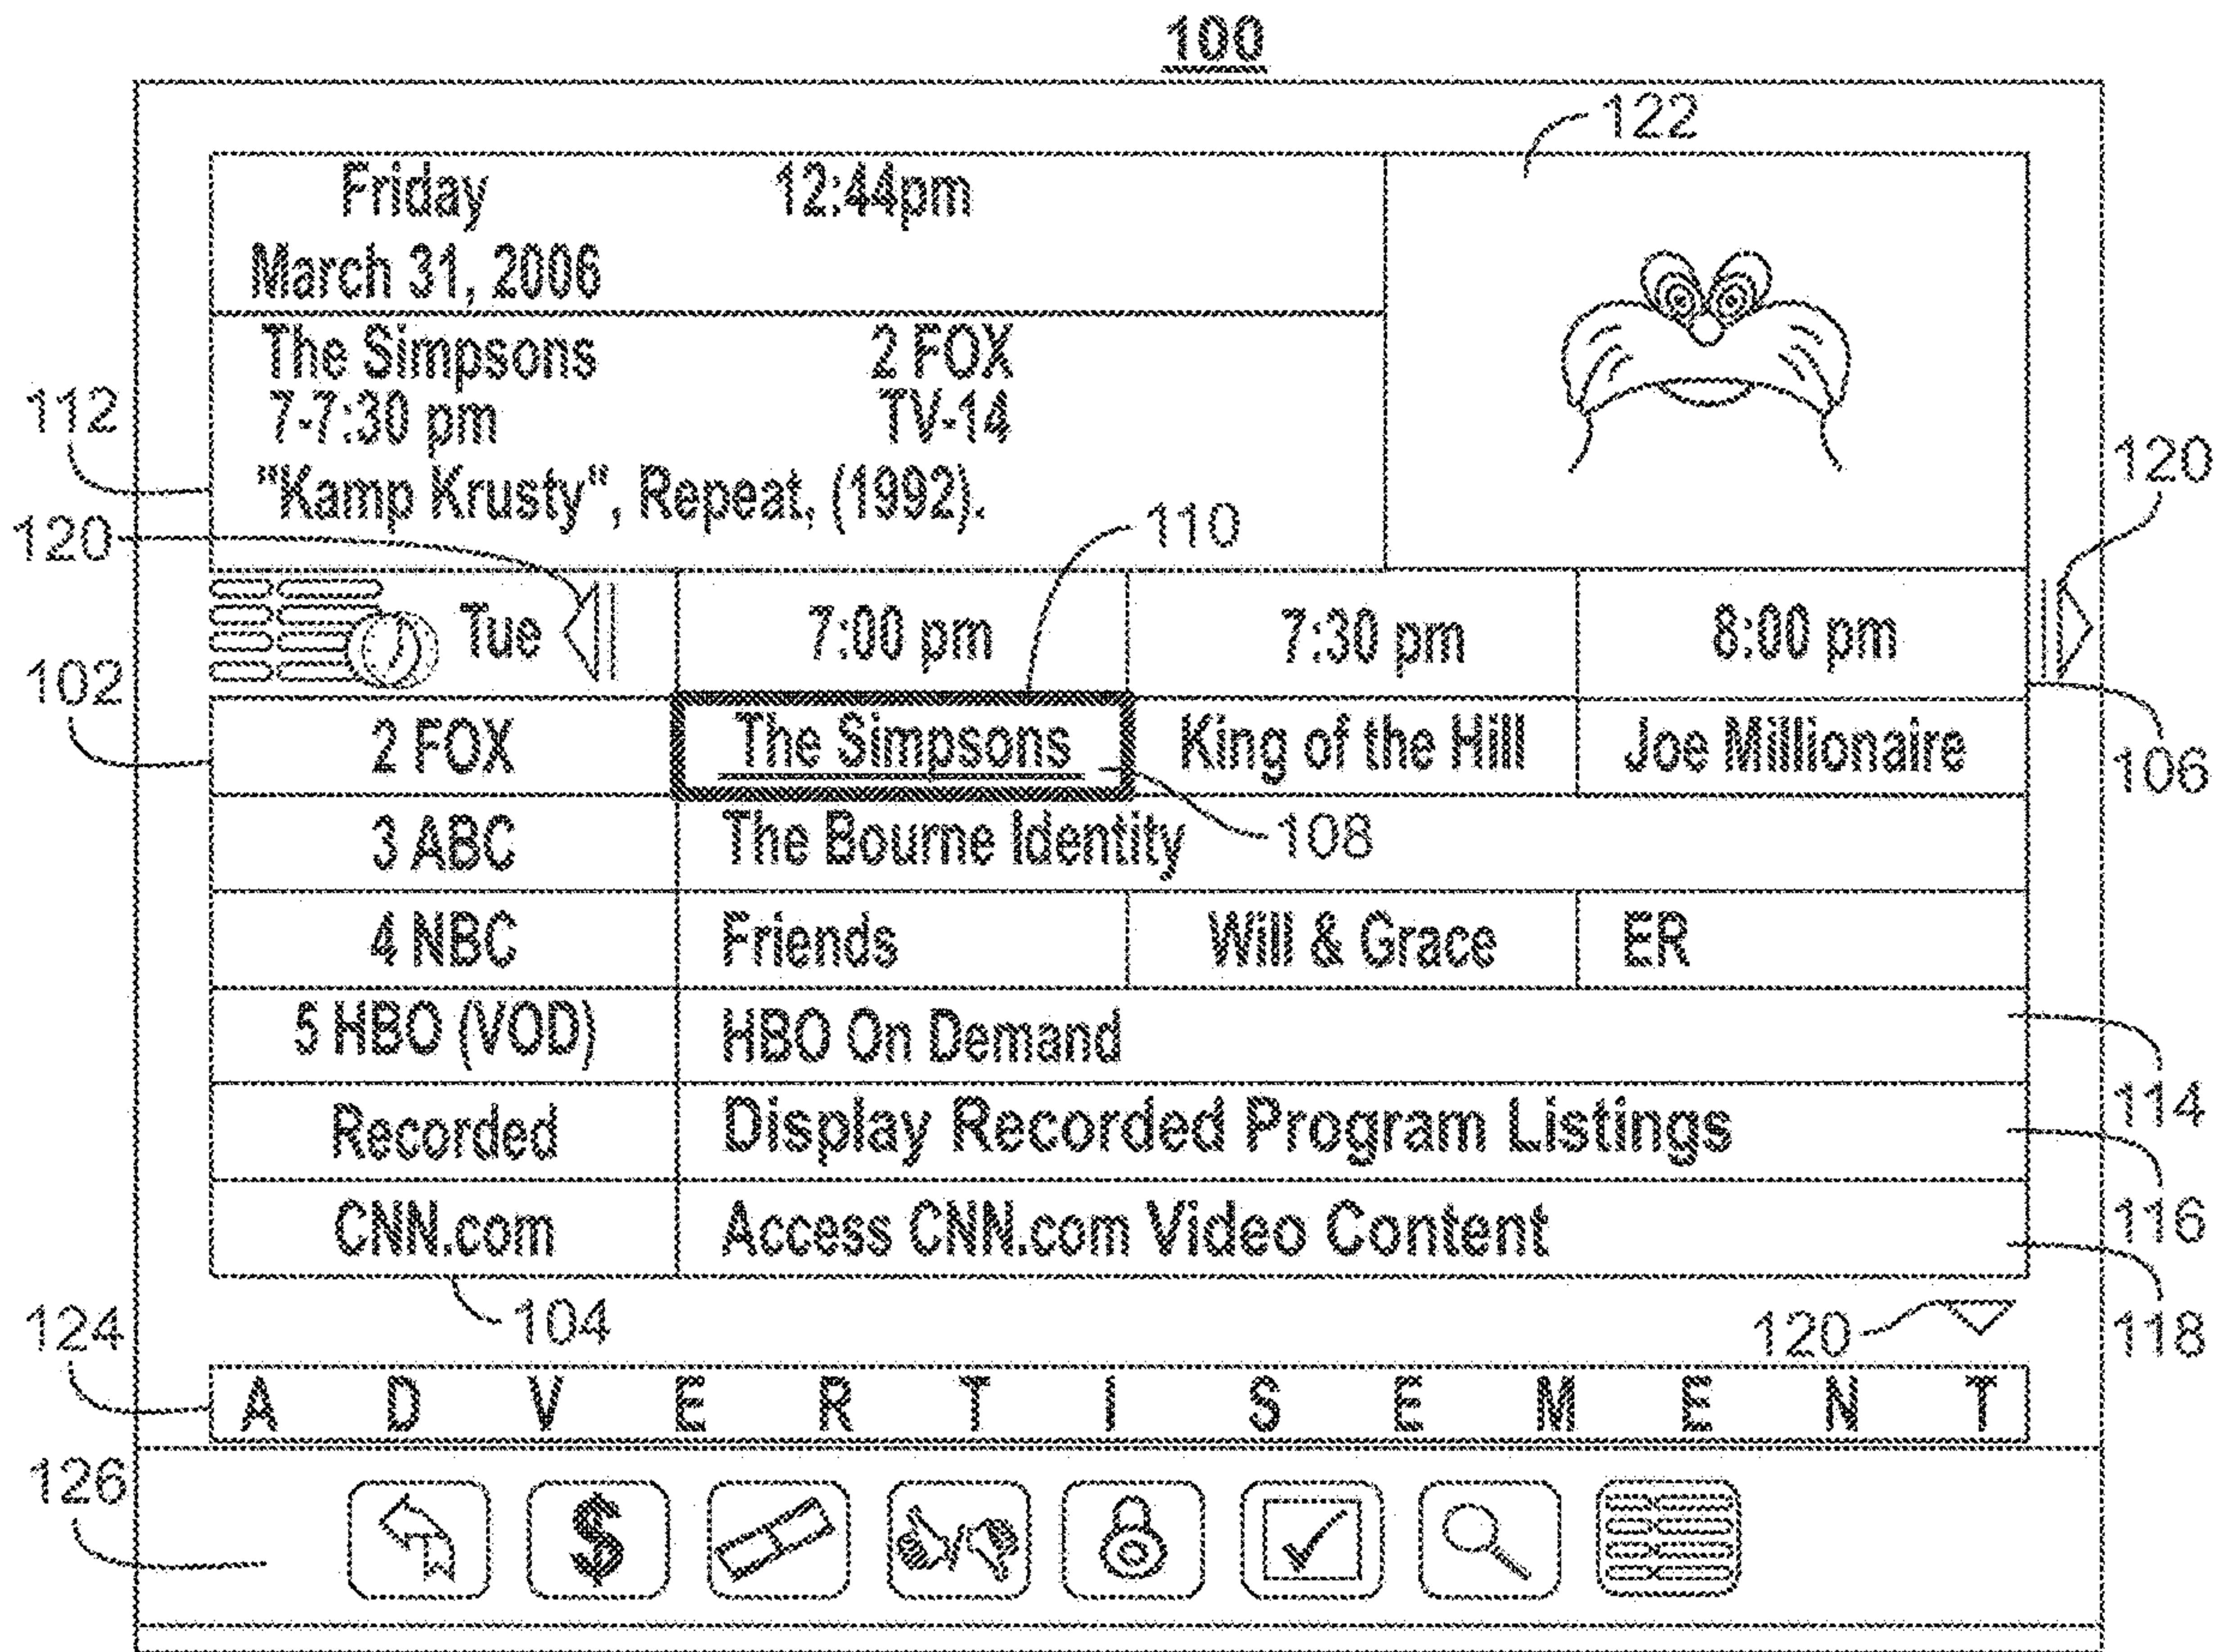 100
122
Friday 12:44pm
March 31, 2006
The Simpsons 2 FOX
7-7:30 pm TV-14
"Kamp Krusty", Repeat, (1992).
112
120
110
120
Tue 7:00 pm 7:30 pm 8:00 pm
102
2 FOX The Simpsons King of the Hill Joe Millionaire
106
3 ABC The Bourne Identity
108
4 NBC Friends Will & Grace ER
5 HBO (VOD) HBO On Demand
114
Recorded Display Recorded Program Listings
116
CNN.com Access CNN.com Video Content
124
104
120
118
A D V E R T I S E M E N T
126
$